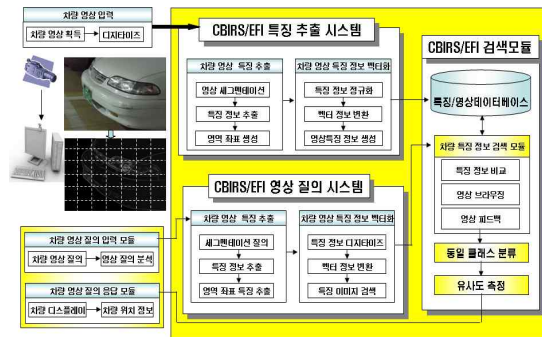 차량 영상 입력
차량 영상 획득
디지타이즈
CBIRS/EFI 특징 추출 시스템
차량 영상 특징 추출
영상 세그멘테이션
특징 정보 추출
영역 좌표 생성
차량 영상 특징 정보 벡터화
특징 정보 정규화
벡터 정보 변환
영상특징 정보 생성
CBIRS/EFI 검색모듈
특징/영상데이터베이스
차량 특징 정보 검색 모듈
특징 정보 비교
영상 브라우징
영상 피드백
동일 클래스 분류
유사도 측정
CBIRS/EFI 영상 질의 시스템
차량 영상 특징 추출
세그멘테이션 질의
특징 정보 추출
영역 좌표 특징 추출
차량 영상 특징 정보 벡터화
특징 정보 디지타이즈
벡터 정보 변환
특징 이미지 검색
차량 영상 질의 입력 모듈
차량 영상 질의
영상 질의 분석
차량 영상 질의 응답 모듈
차량 디스플레이
차량 위치 정보